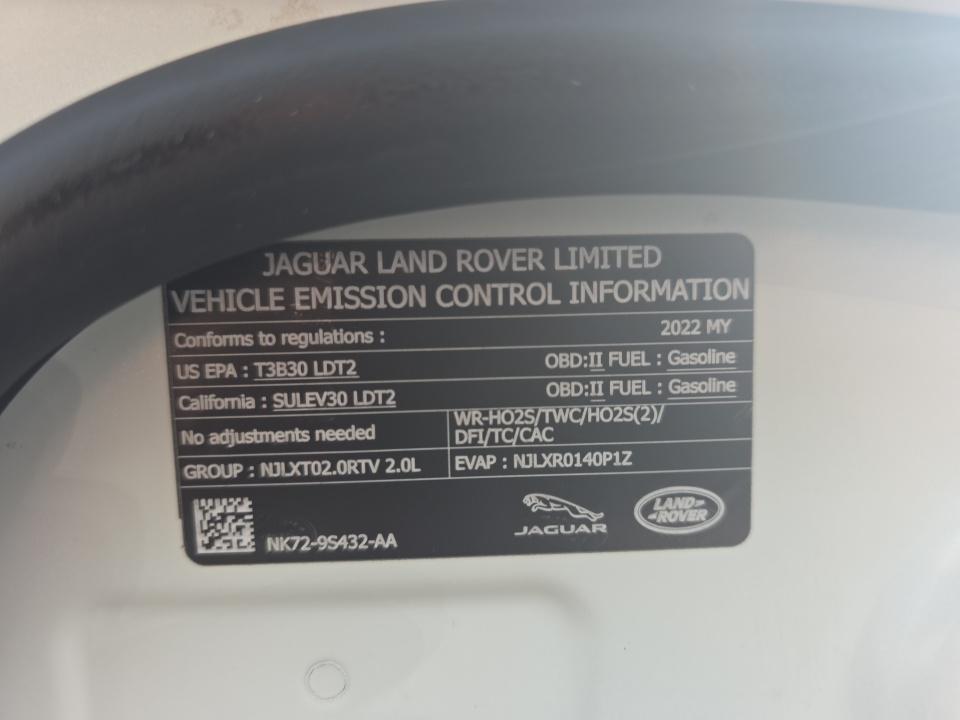 JAGUAR LAND ROVER LIMITED
VEHICLE EMISSION CONTROL INFORMATION
Conforms to regulations : 2022 MY
US EPA : T3B30 LDT2 OBD:II FUEL : Gasoline
California : SULEV30 LDT2 OBD:II FUEL : Gasoline
No adjustments needed
WR-HO2S/TWC/HO2S(2)/
DFI/TC/CAC
GROUP : NJLXT02.0RTV 2.0L
EVAP : NJLXR0140P1Z
NK72-9S432-AA
JAGUAR
LAND
ROVER